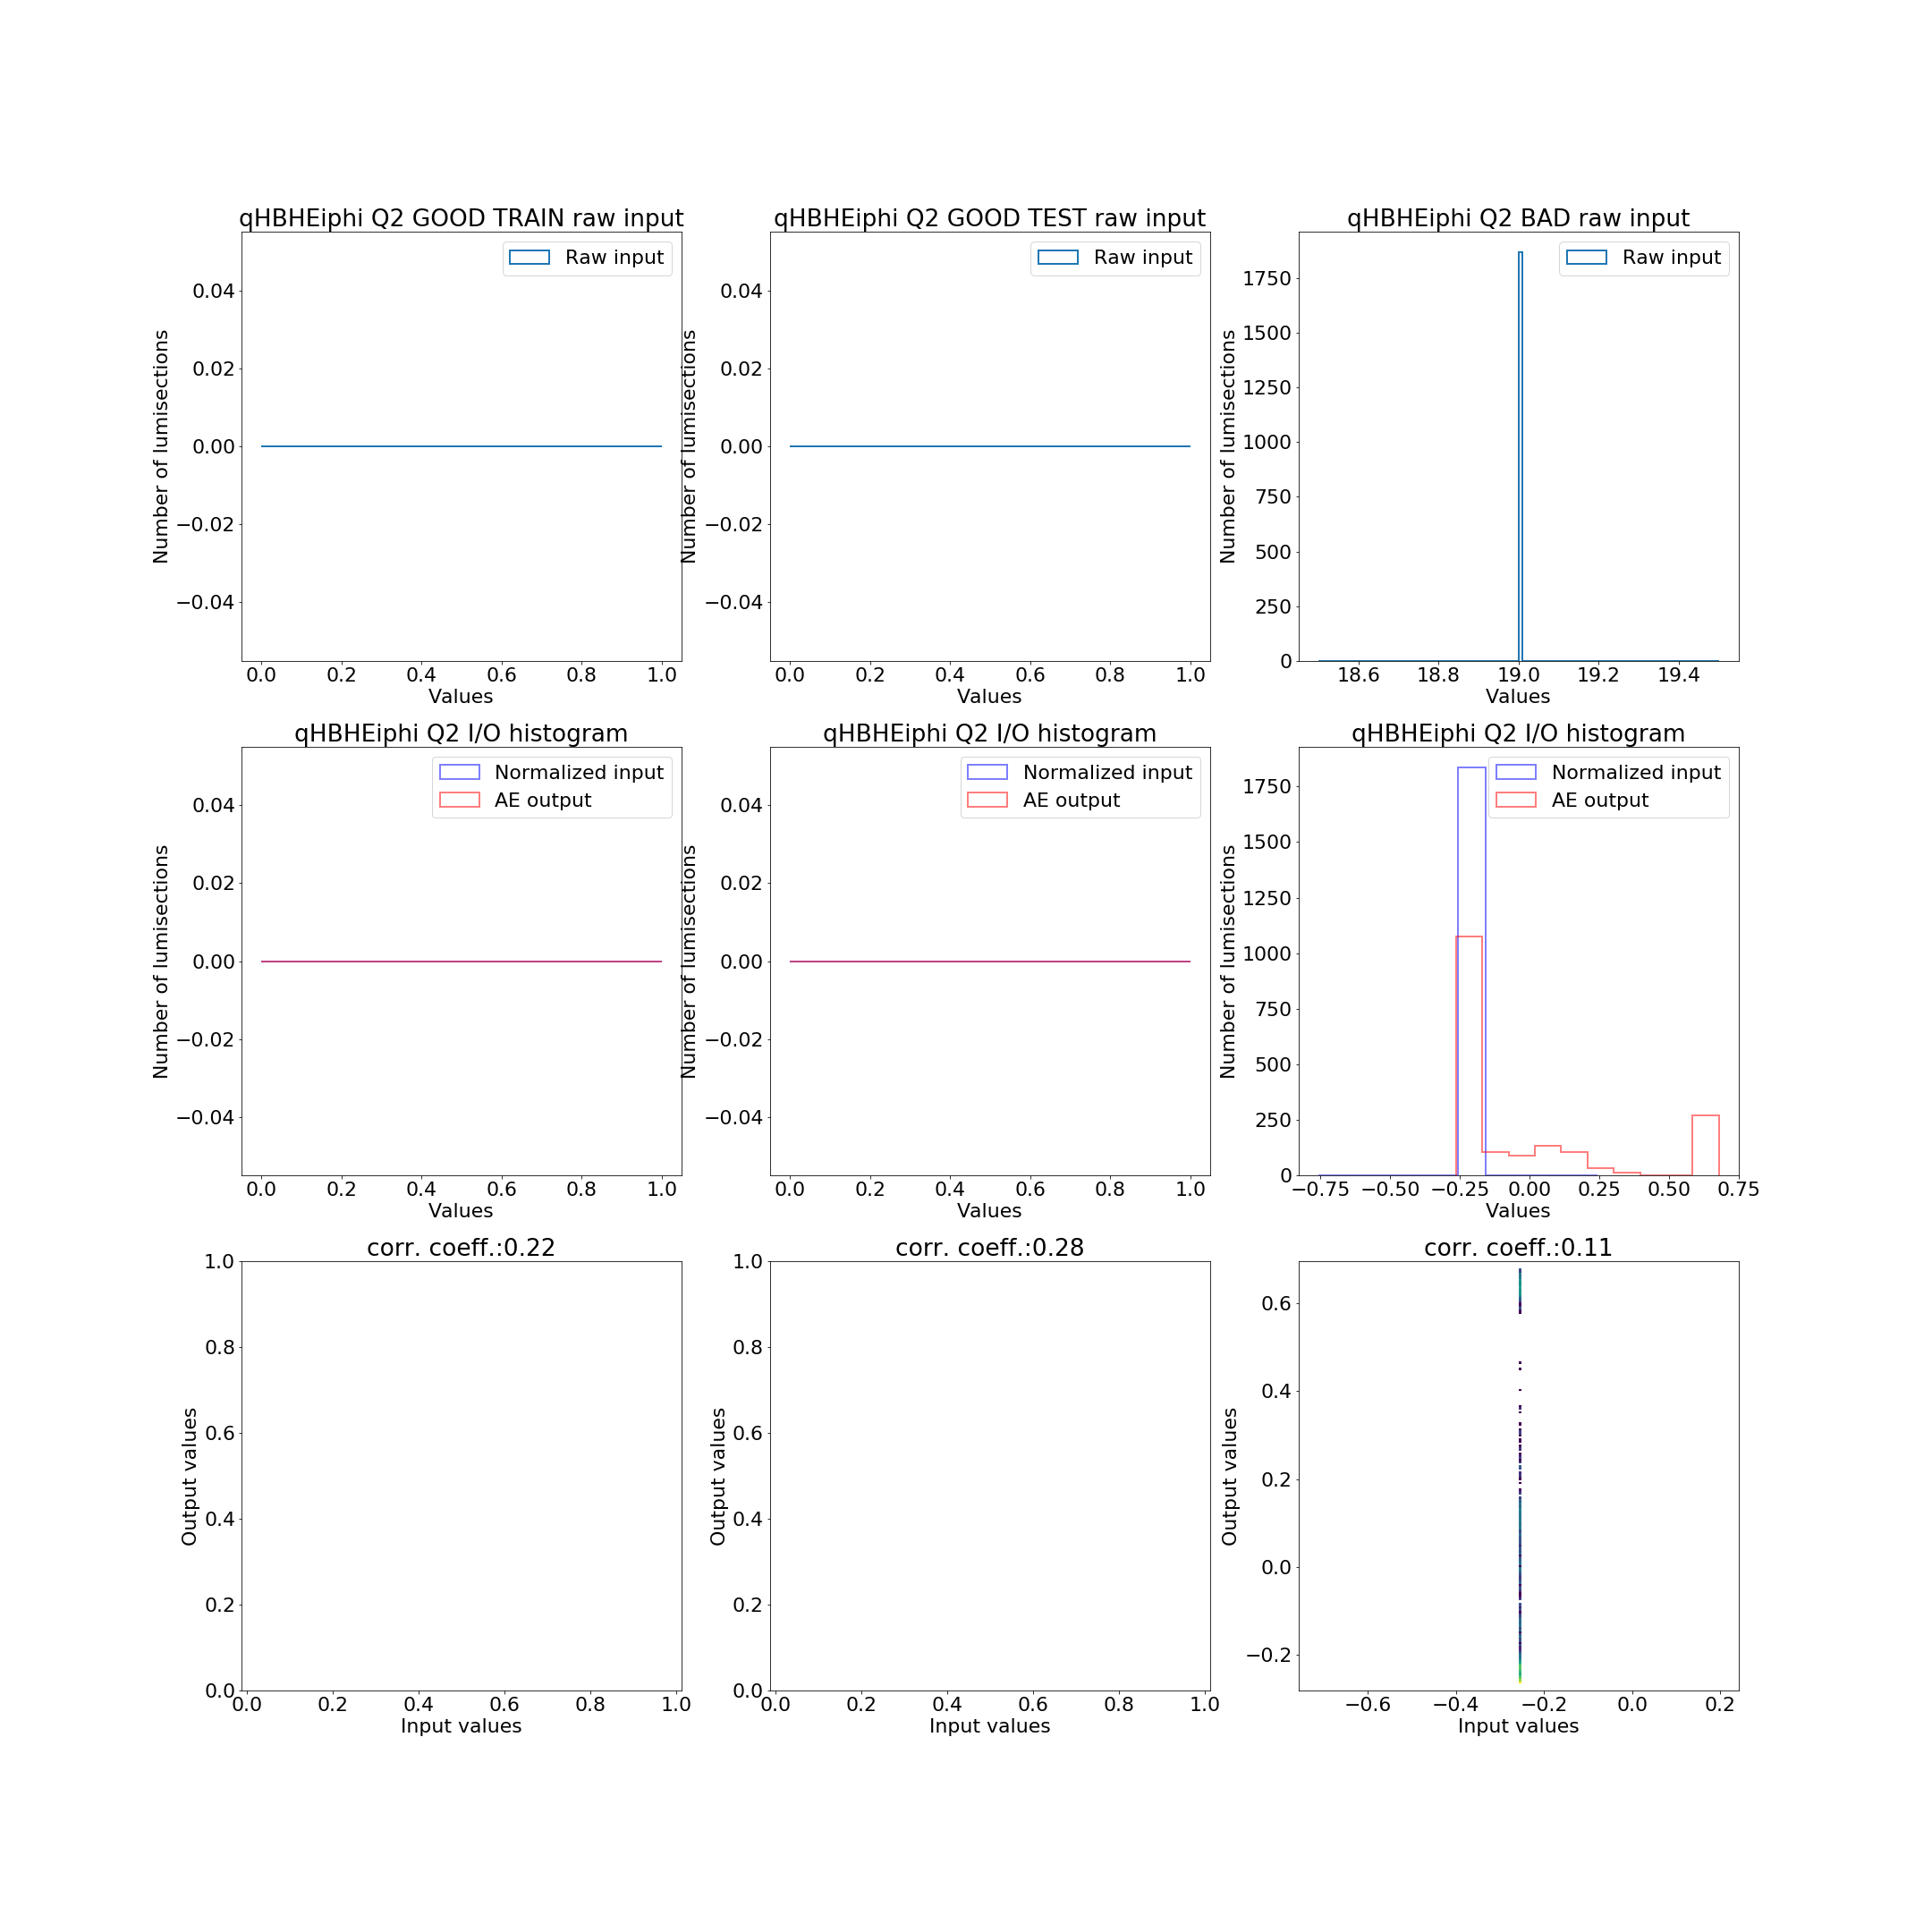 qHBHEiphi Q2 GOOD TRAIN raw input
Raw input
Number of lumisections
0.04
0.02
0.00
−0.02
−0.04
0.0 0.2 0.4 0.6 0.8 1.0
Values
qHBHEiphi Q2 GOOD TEST raw input
Raw input
Number of lumisections
0.04
0.02
0.00
−0.02
−0.04
0.0 0.2 0.4 0.6 0.8 1.0
Values
qHBHEiphi Q2 BAD raw input
Raw input
Number of lumisections
1750
1500
1250
1000
750
500
250
0
18.6 18.8 19.0 19.2 19.4
Values
qHBHEiphi Q2 I/O histogram
Normalized input
AE output
Number of lumisections
0.04
0.02
0.00
−0.02
−0.04
0.0 0.2 0.4 0.6 0.8 1.0
Values
qHBHEiphi Q2 I/O histogram
Normalized input
AE output
Number of lumisections
0.04
0.02
0.00
−0.02
−0.04
0.0 0.2 0.4 0.6 0.8 1.0
Values
qHBHEiphi Q2 I/O histogram
Normalized input
AE output
Number of lumisections
1750
1500
1250
1000
750
500
250
0
−0.75 −0.50 −0.25 0.00 0.25 0.50 0.75
Values
corr. coeff.:0.22
Output values
1.0
0.8
0.6
0.4
0.2
0.0
0.0 0.2 0.4 0.6 0.8 1.0
Input values
corr. coeff.:0.28
Output values
1.0
0.8
0.6
0.4
0.2
0.0
0.0 0.2 0.4 0.6 0.8 1.0
Input values
corr. coeff.:0.11
Output values
0.6
0.4
0.2
0.0
−0.2
−0.6 −0.4 −0.2 0.0 0.2
Input values